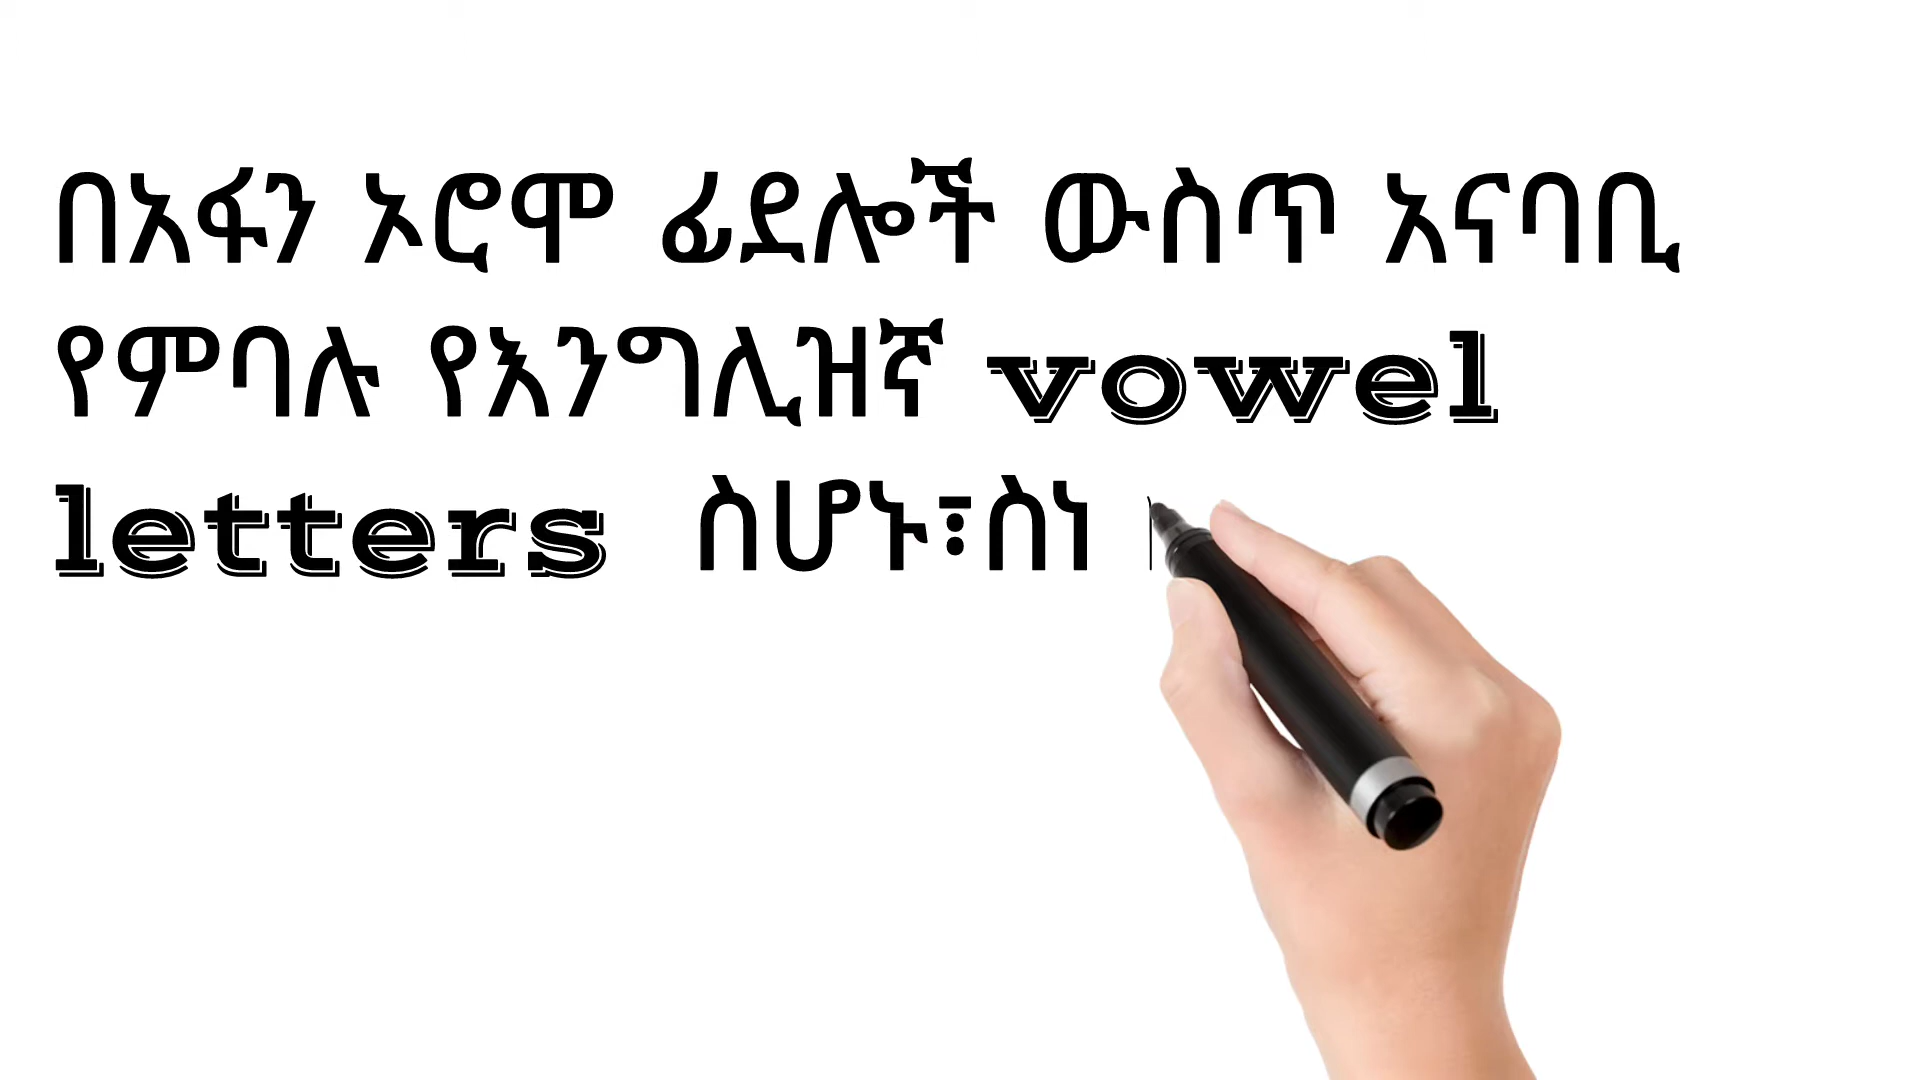 በአፋን ኦሮሞ ፊደሎች ውስጥ አናባቢ
የምባሉ የእንግሊዝኛ vowel
letters ስሆኑ፣ስነ